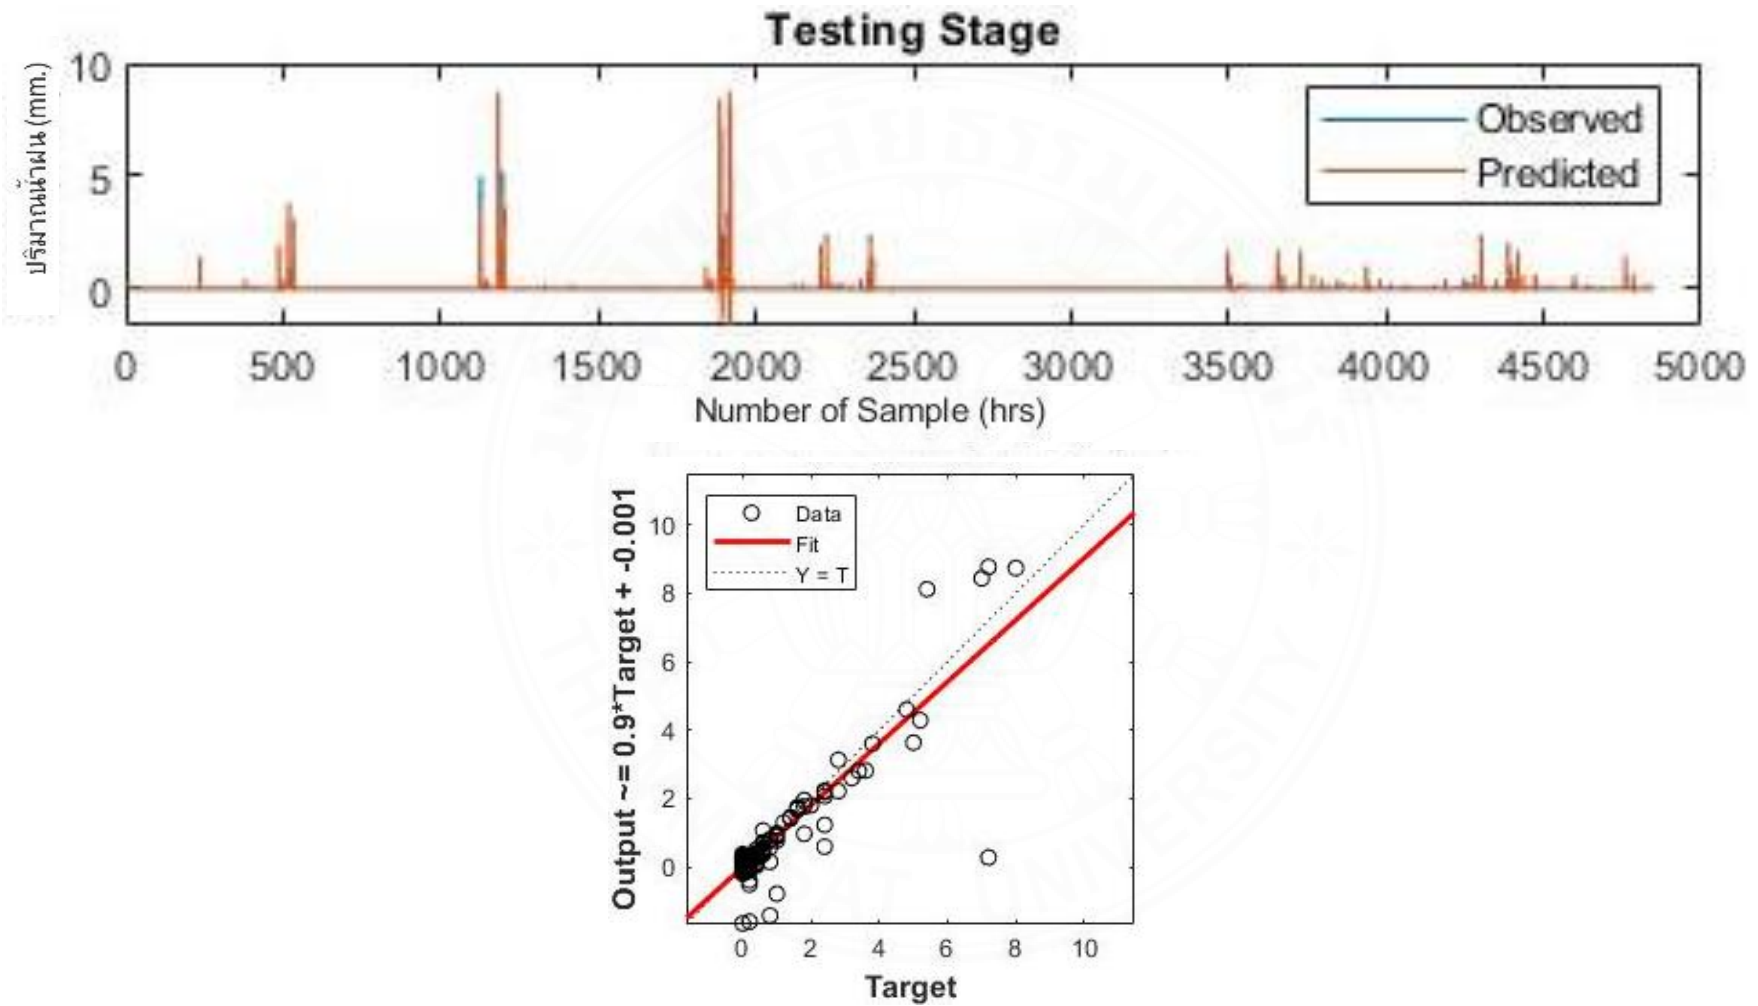 Testing Stage
ปริมาณน้ำฝน (mm.)
10
5
0
Observed
Predicted
0 500 1000 1500 2000 2500 3000 3500 4000 4500 5000
Number of Sample (hrs)
Output ~= 0.9*Target + -0.001
Data
Fit
Y = T
10
8
6
4
2
0
0 2 4 6 8 10
Target